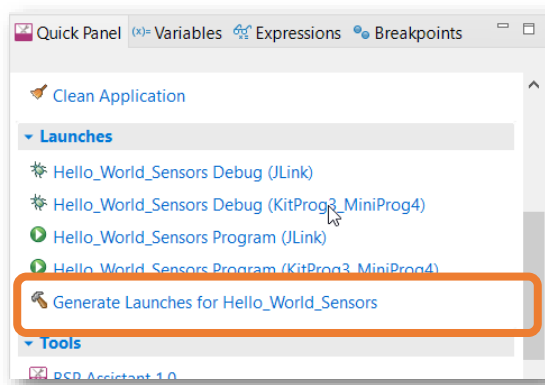 Quick Panel (x)= Variables Expressions Breakpoints
Clean Application
Launches
Hello_World_Sensors Debug (JLink)
Hello_World_Sensors Debug (KitProg3_MiniProg4)
Hello_World_Sensors Program (JLink)
Hello_World_Sensors Program (KitProg3_MiniProg4)
Generate Launches for Hello_World_Sensors
Tools
BSP Assistant 1.0